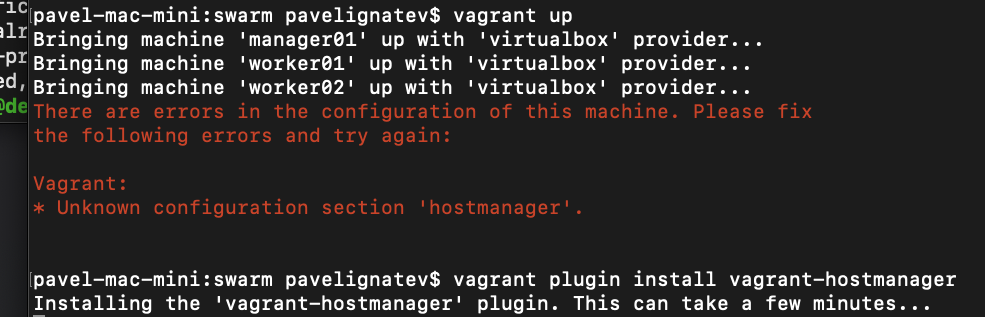 fic
alr
-pr
ed,
@de
pavel-mac-mini:swarm pavelignatev$ vagrant up
Bringing machine 'manager01' up with 'virtualbox' provider...
Bringing machine 'worker01' up with 'virtualbox' provider...
Bringing machine 'worker02' up with 'virtualbox' provider...
There are errors in the configuration of this machine. Please fix
the following errors and try again:
Vagrant:
* Unknown configuration section 'hostmanager'.
pavel-mac-mini:swarm pavelignatev$ vagrant plugin install vagrant-hostmanager
Installing the 'vagrant-hostmanager' plugin. This can take a few minutes...